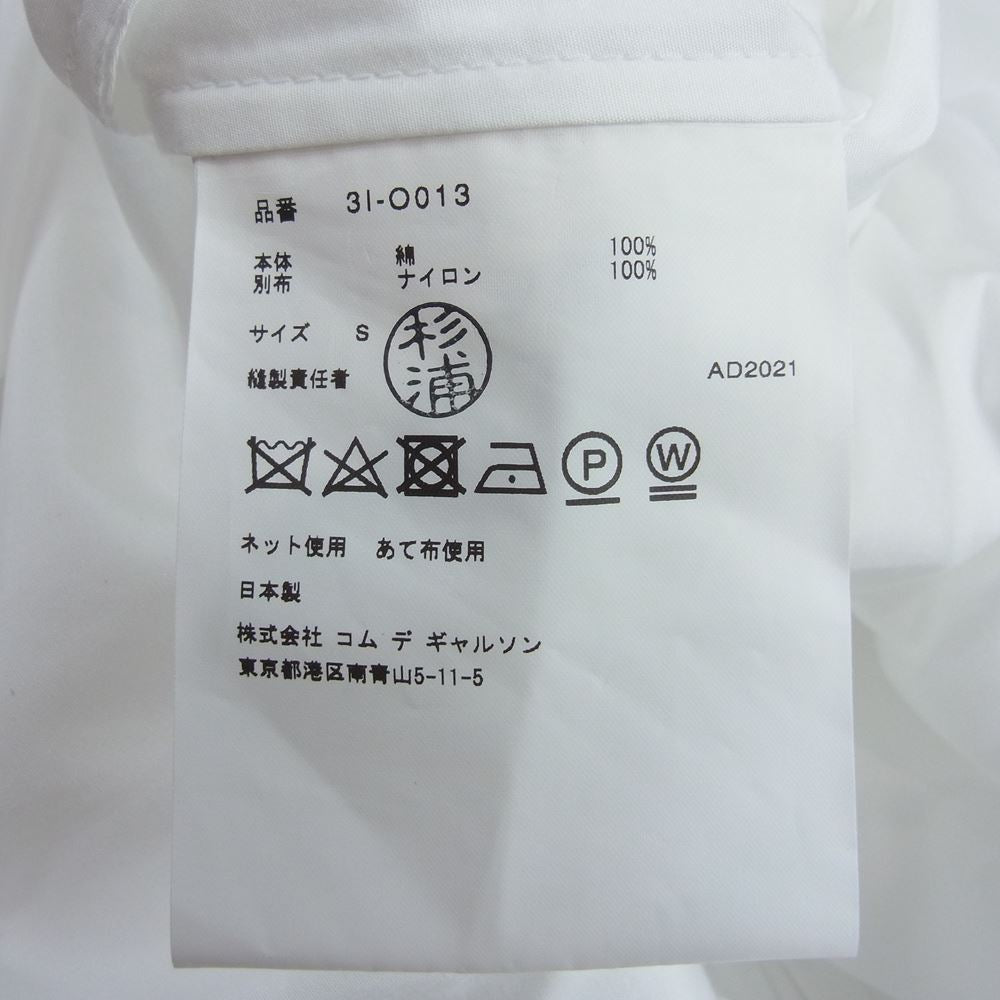 品番 3I-O013
本体 綿 100%
別布 ナイロン 100%
サイズ S
杉浦
縫製責任者 AD2021
P W
ネット使用 あて布使用
日本製
株式会社 コム デ ギャルソン
東京都港区南青山5-11-5